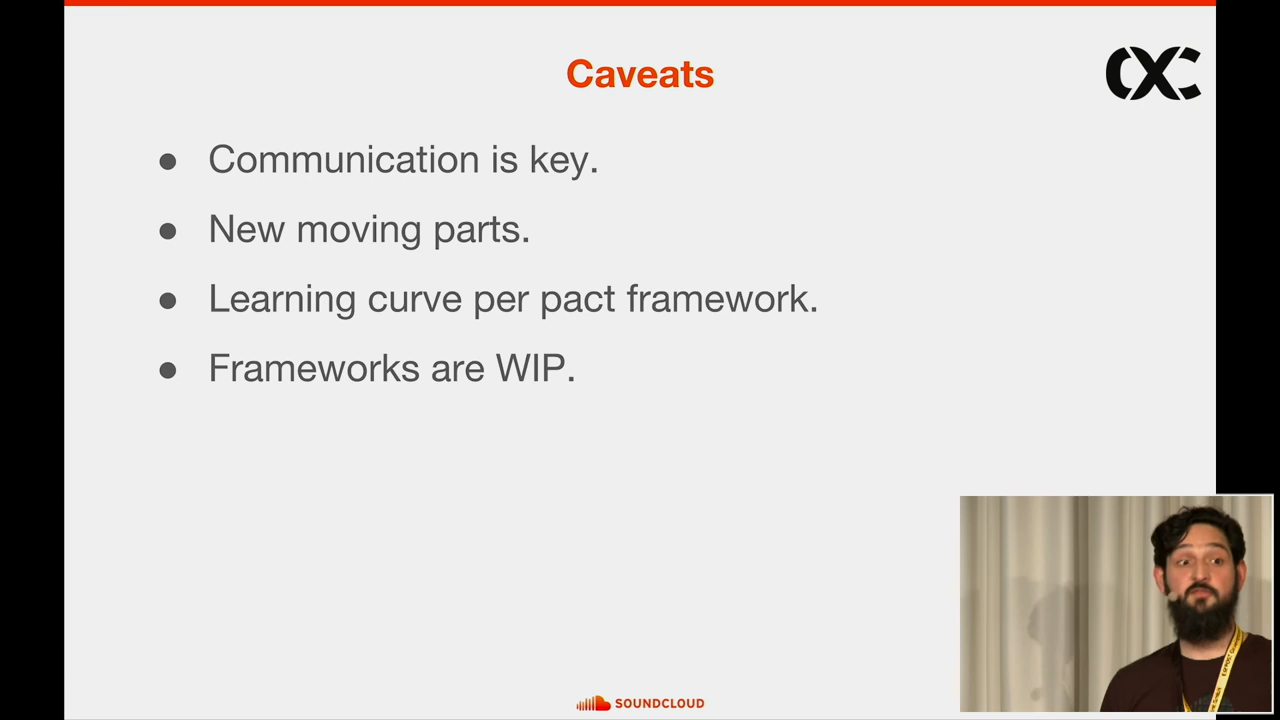 Caveats
● Communication is key.
● New moving parts.
● Learning curve per pact framework.
● Frameworks are WIP.
SOUNDCLOUD